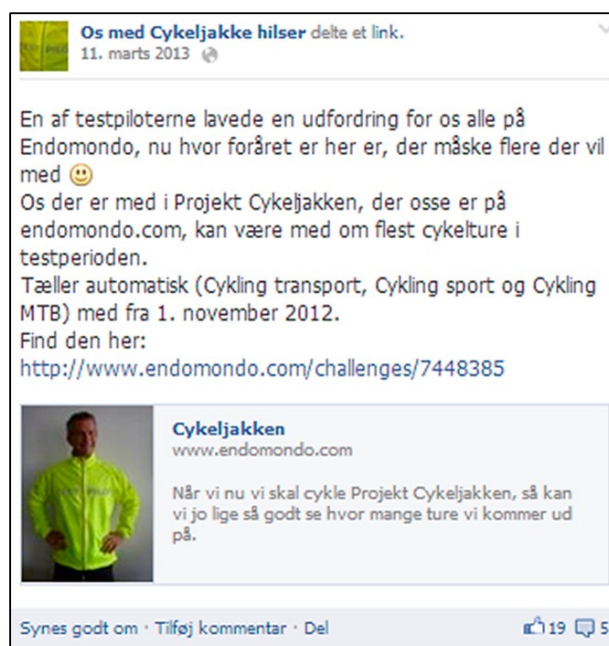 Os med Cykeljakke hilser delte et link.
11. marts 2013
En af testpiloterne lavede en udfordring for os alle på
Endomondo, nu hvor foråret er her er, der måske flere der vil
med
Os der er med i Projekt Cykeljakken, der osse er på
endomondo.com, kan være med om flest cykelture i
testperioden.
Tæller automatisk (Cykling transport, Cykling sport og Cykling
MTB) med fra 1. november 2012.
Find den her:
http://www.endomondo.com/challenges/7448385
Cykeljakken
www.endomondo.com
Når vi nu vi skal cykle Projekt Cykeljakken, så kan
vi jo lige så godt se hvor mange ture vi kommer ud
på.
Synes godt om · Tilføj kommentar · Del 19 5